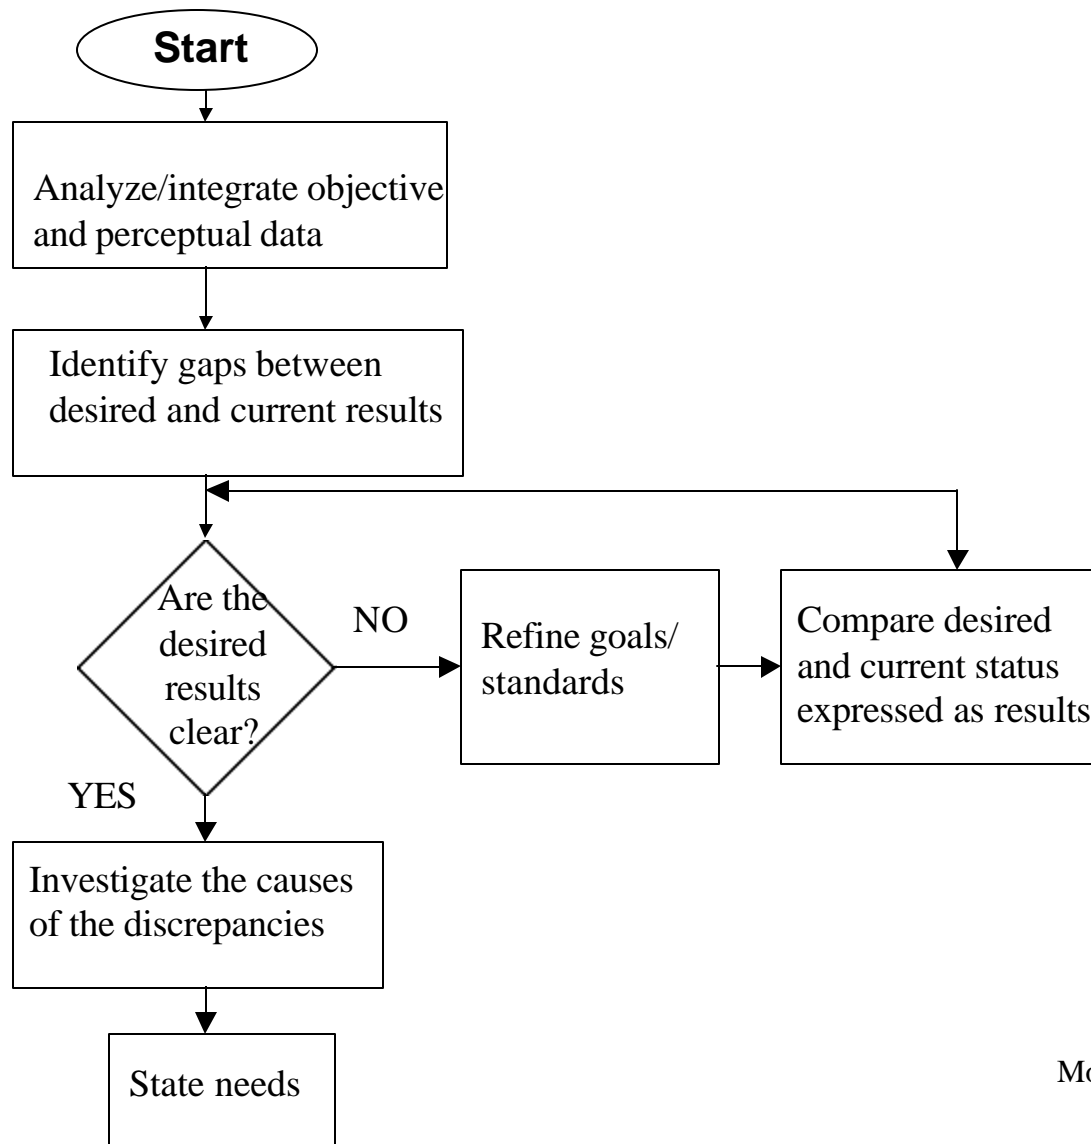 Start
Analyze/integrate objective
and perceptual data
Identify gaps between
desired and current results
Are the
desired
results
clear?
NO
Refine goals/
standards
Compare desired
and current status
expressed as results
YES
Investigate the causes
of the discrepancies
State needs
Mo